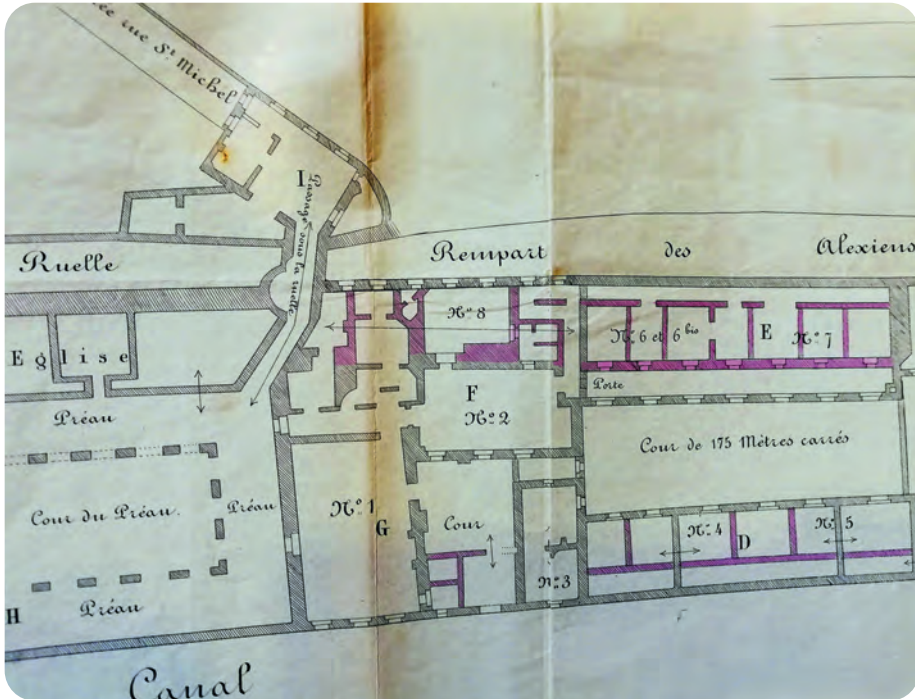 rue St Michel
I
Passage sous la ruelle
Ruelle
Rempart
des
Alexiens
Eglise
No. 8
No. 6 et 6 bis
E
No. 7
Porte
Préau
F
No. 2
Cour de 175 Mètres carrés
Cour du Préau.
Préau
No. 1
G
Cour
No. 4
D
No. 5
No. 3
H
Préau
Canal